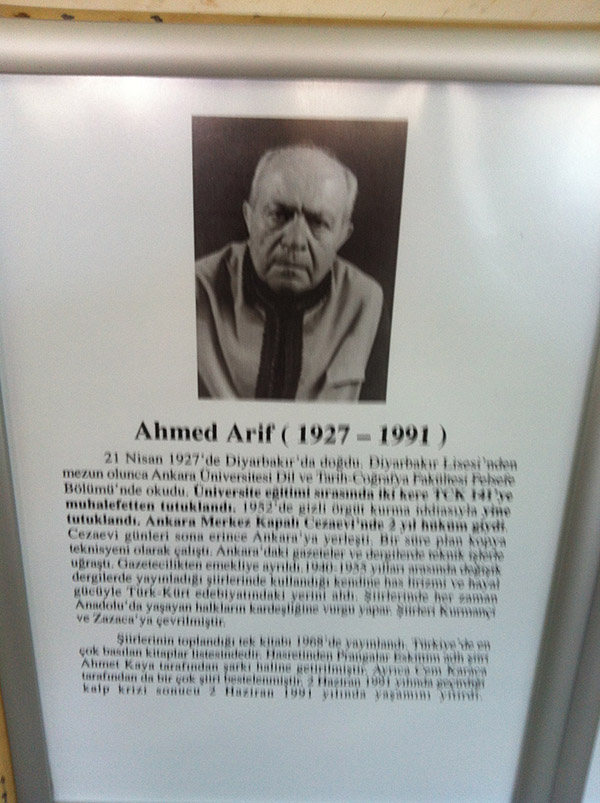 Ahmed Arif ( 1927 – 1991 )
21 Nisan 1927'de Diyarbakır'da doğdu. Diyarbakır Lisesi'nden
mezun olunca Ankara Üniversitesi Dil ve Tarih-Coğrafya Fakültesi Felsefe
Bölümü'nde okudu. Üniversite eğitimi sırasında iki kere TCK 141'ye
muhalefetten tutuklandı. 1952'de gizli örgüt kurma iddiasıyla yine
tutuklandı. Ankara Merkez Kapalı Cezaevi'nde 2 yıl hüküm giydi.
Cezaevi günleri sona erince Ankara'ya yerleşti. Bir süre plan kopya
teknisyeni olarak çalıştı. Ankara'daki gazeteler ve dergilerde teknik işlerle
uğraştı. Gazetecilikten emekliye ayrıldı. 1940-1955 yılları arasında değişik
dergilerde yayınladığı şiirlerinde kullandığı kendine has lirizmi ve hayal
gücüyle Türk-Kürt edebiyatındaki yerini aldı. Şiirlerinde her zaman
Anadolu'da yaşayan halkların kardeşliğine vurgu yapar. Şiirleri Kurmançi
ve Zazaca'ya çevrilmiştir.
Şiirlerinin toplandığı tek kitabı 1968'de yayınlandı. Türkiye'de en
çok basılan kitaplar listesindedir. Hasretinden Prangalar Eskittim adlı şiiri
Ahmet Kaya tarafından şarkı haline getirilmiştir. Ayrıca Cem Karaca
tarafından da bir çok şiiri bestelenmiştir. 2 Haziran 1991 yılında geçirdiği
kalp krizi sonucu 2 Haziran 1991 yılında yaşamını yitirdi.